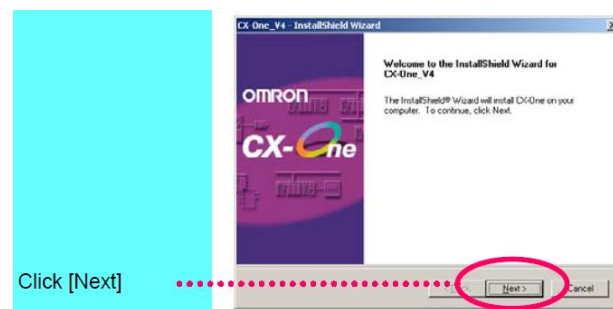 CX-One_V4 - InstallShield Wizard
Welcome to the InstallShield Wizard for
CX-One_V4
The InstallShield® Wizard will install CX-One on your
computer. To continue, click Next.
OMRON
CX-One
Click [Next]
Next >
Cancel